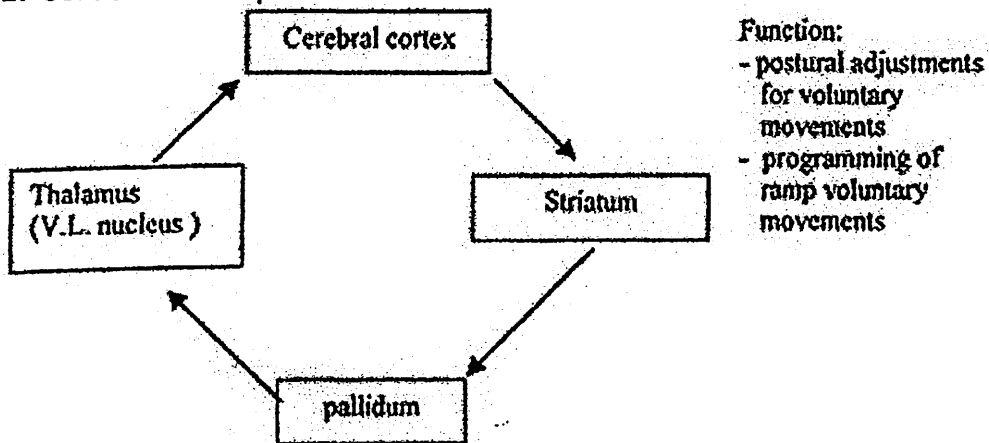 Cerebral cortex
Function:
- postural adjustments
for voluntary
movements
- programming of
ramp voluntary
movements
Thalamus
(V.L. nucleus )
Striatum
pallidum